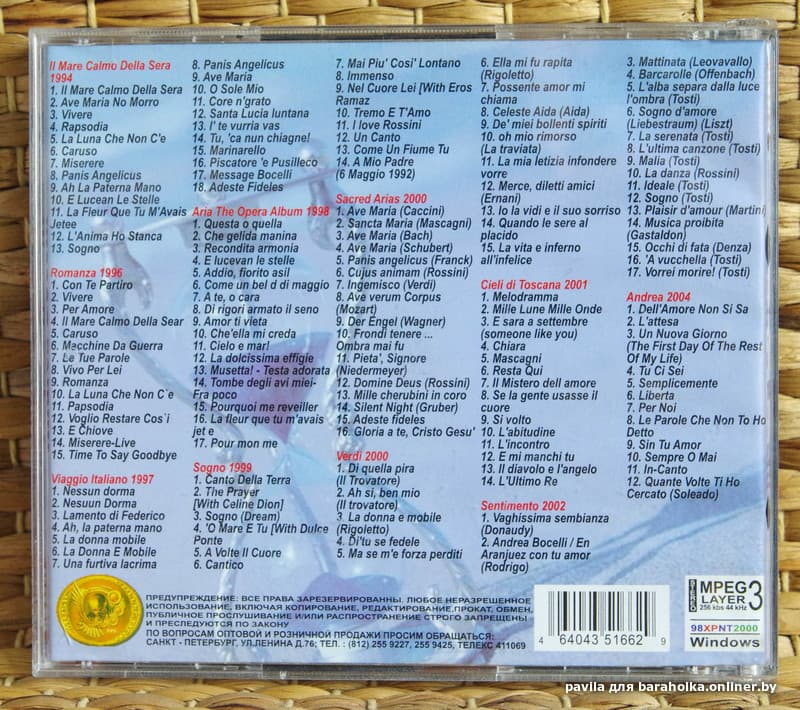 Il Mare Calmo Della Sera
1994
1. Il Mare Calmo Della Sera
2. Ave Maria No Morro
3. Vivere
4. Rapsodia
5. La Luna Che Non C'e
6. Caruso
7. Miserere
8. Panis Angelicus
9. Ah La Paterna Mano
10. E Lucean Le Stelle
11. La Fleur Que Tu M'Avais
Jetee
12. L'Anima Ho Stanca
13. Sogno
Romanza 1996
1. Con Te Partiro
2. Vivere
3. Per Amore
4. Il Mare Calmo Della Sear
5. Caruso
6. Macchine Da Guerra
7. Le Tue Parole
8. Vivo Per Lei
9. Romanza
10. La Luna Che Non C`e
11. Papsodia
12. Voglio Restare Cos`i
13. E Chiove
14. Miserere-Live
15. Time To Say Goodbye
Viaggio Italiano 1997
1. Nessun dorma
2. Nesuun Dorma
3. Lamento di Federico
4. Ah, la paterna mano
5. La donna mobile
6. La Donna E Mobile
7. Una furtiva lacrima
8. Panis Angelicus
9. Ave Maria
10. O Sole Mio
11. Core n'grato
12. Santa Lucia luntana
13. I' te vurria vas
14. Tu, 'ca nun chiagne!
15. Marinarello
16. Piscatore 'e Pusilleco
17. Message Bocelli
18. Adeste Fideles
Aria The Opera Album 1998
1. Questa o quella
2. Che gelida manina
3. Recondita armonia
4. E lucevan le stelle
5. Addio, fiorito asil
6. Come un bel d di maggio
7. A te, o cara
8. Di rigori armato il seno
9. Amor ti vieta
10. Che'ella mi creda
11. Cielo e mar!
12. La dolcissima effigie
13. Musetta! - Testa adorata
14. Tombe degli avi miei-
Fra poco
15. Pourquoi me reveiller
16. La fleur que tu m'avais
jet e
17. Pour mon me
Sogno 1999
1. Canto Della Terra
2. The Prayer
[With Celine Dion]
3. Sogno (Dream)
4. 'O Mare E Tu [With Dulce
Ponte
5. A Volte Il Cuore
6. Cantico
7. Mai Piu' Cosi' Lontano
8. Immenso
9. Nel Cuore Lei [With Eros
Ramaz
10. Tremo E T'Amo
11. I love Rossini
12. Un Canto
13. Come Un Fiume Tu
14. A Mio Padre
(6 Maggio 1992)
Sacred Arias 2000
1. Ave Maria (Caccini)
2. Sancta Maria (Mascagni)
3. Ave Maria (Bach)
4. Ave Maria (Schubert)
5. Panis angelicus (Franck)
6. Cujus animam (Rossini)
7. Ingemisco (Verdi)
8. Ave verum Corpus
(Mozart)
9. Der Engel (Wagner)
10. Frondi tenere ...
Ombra mai fu
11. Pieta', Signore
(Niedermeyer)
12. Domine Deus (Rossini)
13. Mille cherubini in coro
14. Silent Night (Gruber)
15. Adeste fideles
16. Gloria a te, Cristo Gesu'
Verdi 2000
1. Di quella pira
(Il Trovatore)
2. Ah si, ben mio
(Il trovatore)
3. La donna e mobile
(Rigoletto)
4. Di'tu se fedele
5. Ma se m'e forza perditi
6. Ella mi fu rapita
(Rigoletto)
7. Possente amor mi
chiama
8. Celeste Aida (Aida)
9. De' miei bollenti spiriti
10. oh mio rimorso
(La traviata)
11. La mia letizia infondere
vorre
12. Merce, diletti amici
(Ernani)
13. Io la vidi e il suo sorriso
14. Quando le sere al
placido
15. La vita e inferno
all'infelice
Cieli di Toscana 2001
1. Melodramma
2. Mille Lune Mille Onde
3. E sara a settembre
(someone like you)
4. Chiara
5. Mascagni
6. Resta Qui
7. Il Mistero dell amore
8. Se la gente usasse il
cuore
9. Si volto
10. L'abitudine
11. L'incontro
12. E mi manchi tu
13. Il diavolo e l'angelo
14. L'Ultimo Re
Sentimento 2002
1. Vaghissima sembianza
(Donaudy)
2. Andrea Bocelli / En
Aranjuez con tu amor
(Rodrigo)
3. Mattinata (Leovavallo)
4. Barcarolle (Offenbach)
5. L'alba separa dalla luce
l'ombra (Tosti)
6. Sogno d'amore
(Liebestraum) (Liszt)
7. La serenata (Tosti)
8. L'ultima canzone (Tosti)
9. Malia (Tosti)
10. La danza (Rossini)
11. Ideale (Tosti)
12. Sogno (Tosti)
13. Plaisir d'amour (Martini
14. Musica proibita
(Gastaldon)
15. Occhi di fata (Denza)
16. 'A vucchella (Tosti)
17. Vorrei morire! (Tosti)
Andrea 2004
1. Dell'Amore Non Si Sa
2. L'attesa
3. Un Nuova Giorno
(The First Day Of The Rest
Of My Life)
4. Tu Ci Sei
5. Semplicemente
6. Liberta
7. Per Noi
8. Le Parole Che Non To Ho
Detto
9. Sin Tu Amor
10. Sempre O Mai
11. In-Canto
12. Quante Volte Ti Ho
Cercato (Soleado)
ПРЕДУПРЕЖДЕНИЕ: ВСЕ ПРАВА ЗАРЕЗЕРВИРОВАННЫ. ЛЮБОЕ НЕРАЗРЕШЕННОЕ
ИСПОЛЬЗОВАНИЕ, ВКЛЮЧАЯ КОПИРОВАНИЕ, РЕДАКТИРОВАНИЕ,ПРОКАТ, ОБМЕН,
ПУБЛИЧНОЕ ПРОСЛУШИВАНИЕ И/ИЛИ РАСПРОСТРАНЕНИЕ СТРОГО ЗАПРЕЩЕНЫ
И ПРЕСЛЕДУЮТСЯ ПО ЗАКОНУ
ПО ВОПРОСАМ ОПТОВОЙ И РОЗНИЧНОЙ ПРОДАЖИ ПРОСИМ ОБРАЩАТЬСЯ:
САНКТ - ПЕТЕРБУРГ, УЛ.ЛЕНИНА Д.76; ТЕЛ. : (812) 255 9227, 255 9425, ТЕЛЕКС 411069
4 64043 51662 9
STEREO
MPEG 3
LAYER
256 kbs 44 kHz
98XPNT2000
Windows
pavila для baraholka.onliner.by